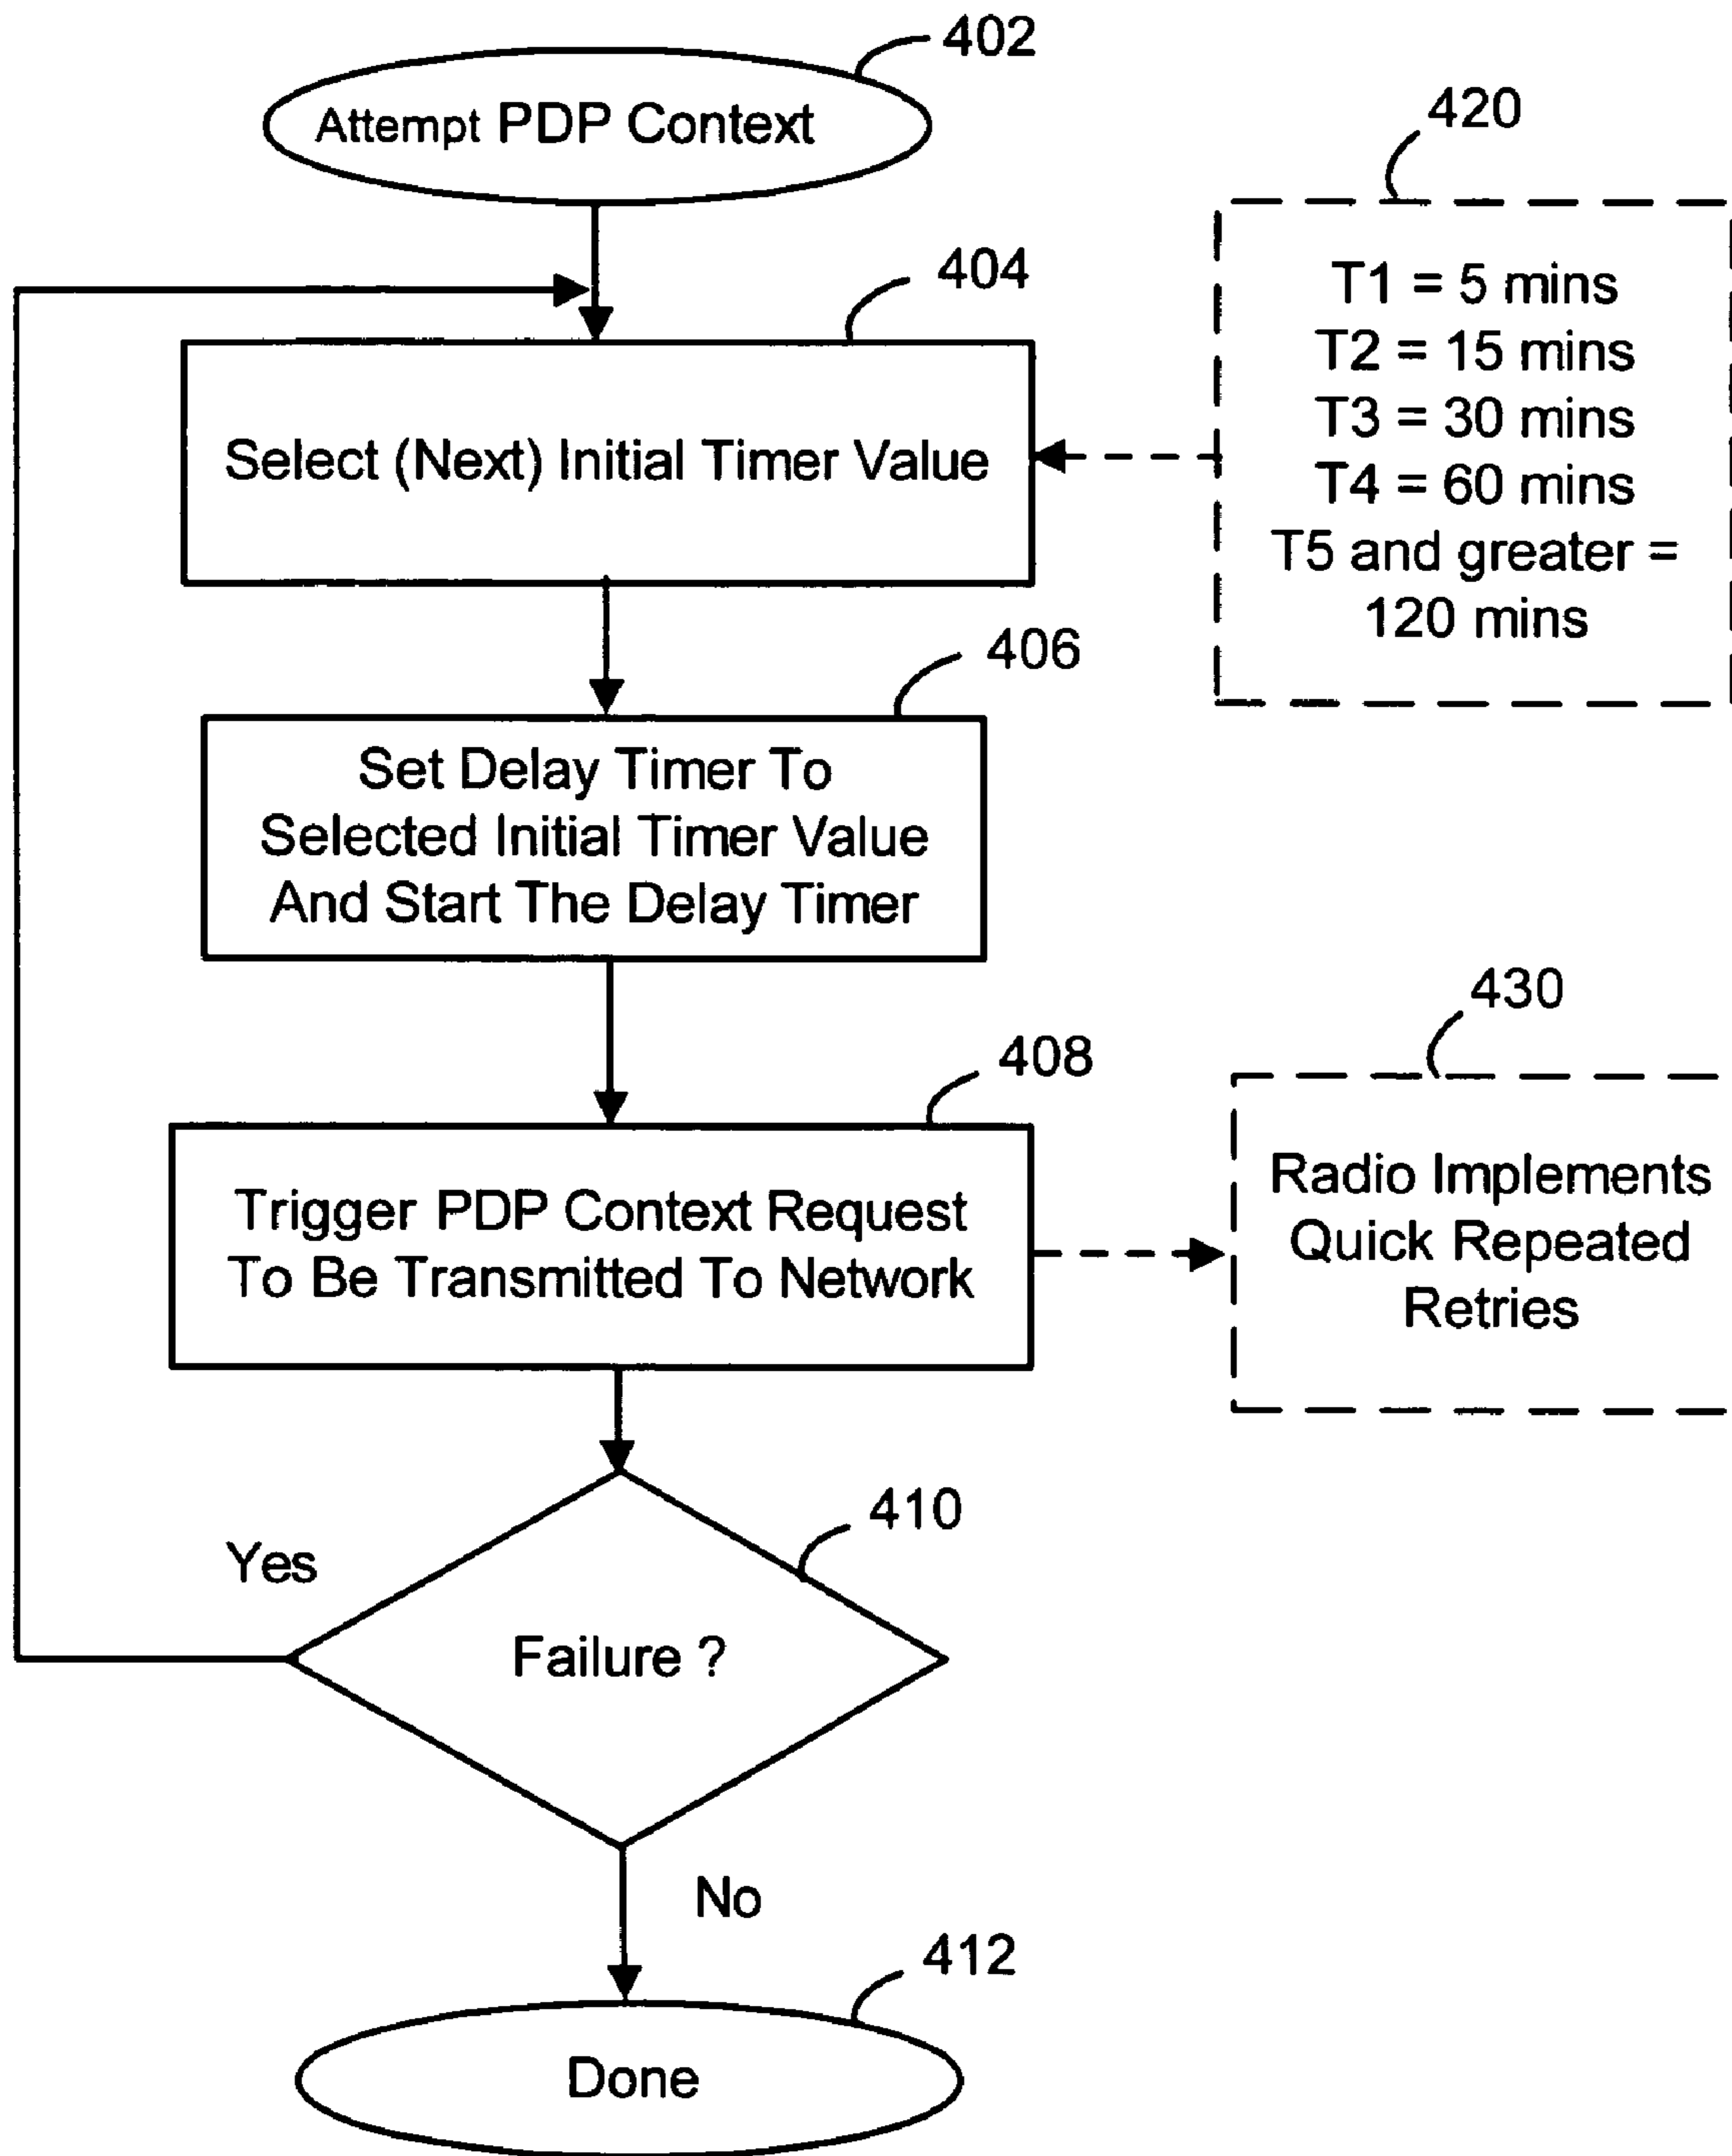 402
Attempt PDP Context
420
404
T1 = 5 mins
T2 = 15 mins
T3 = 30 mins
T4 = 60 mins
T5 and greater =
120 mins
Select (Next) Initial Timer Value
406
Set Delay Timer To
Selected Initial Timer Value
And Start The Delay Timer
430
408
Trigger PDP Context Request
To Be Transmitted To Network
Radio Implements
Quick Repeated
Retries
410
Yes
Failure ?
No
412
Done